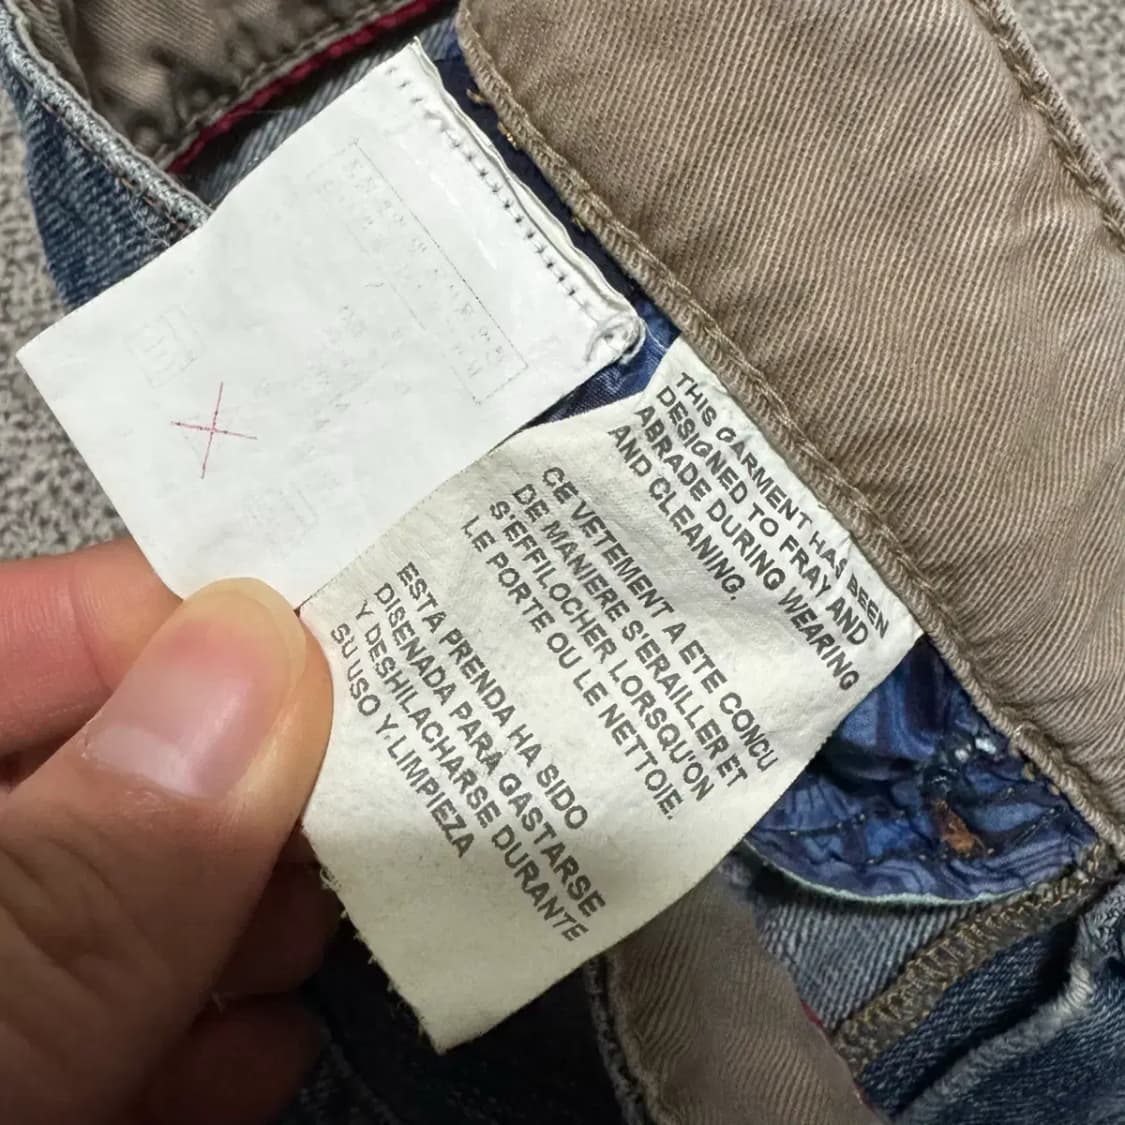 THIS GARMENT HAS BEEN
DESIGNED TO FRAY AND
ABRADE DURING WEARING
AND CLEANING.
CE VETEMENT A ETE CONCU
DE MANIERE S'ERAILLER ET
S'EFFILOCHER LORSQU'ON
LE PORTE OU LE NETTOIE.
ESTA PRENDA HA SIDO
DISENADA PARA GASTARSE
Y DESHILACHARSE DURANTE
SU USO Y LIMPIEZA